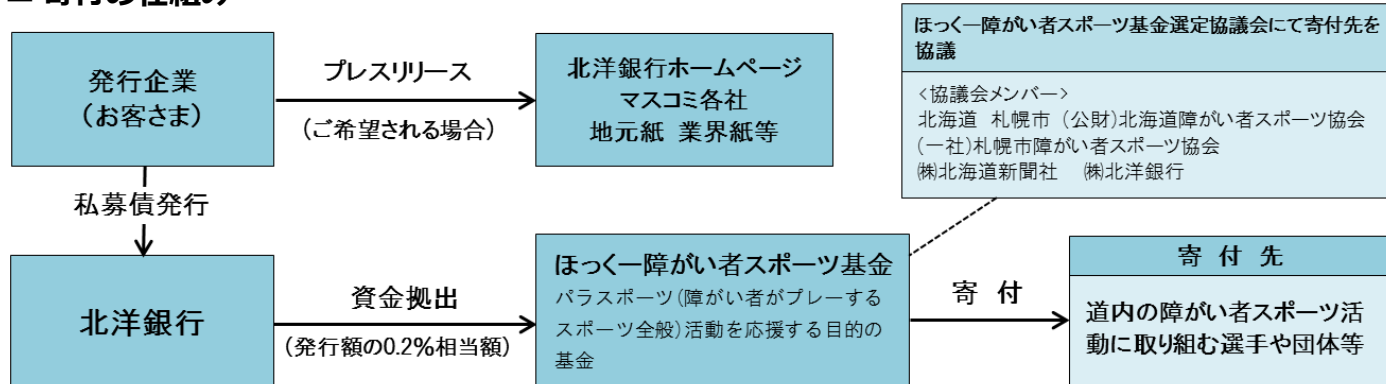 発行企業
(お客さま)
プレスリリース
(ご希望される場合)
北洋銀行ホームページ
マスコミ各社
地元紙 業界紙等
ほっくー障がい者スポーツ基金選定協議会にて寄付先を
協議
<協議会メンバー>
北海道 札幌市 (公財)北海道障がい者スポーツ協会
(一社)札幌市障がい者スポーツ協会
㈱北海道新聞社 ㈱北洋銀行
私募債発行
北洋銀行
資金拠出
(発行額の0.2%相当額)
ほっくー障がい者スポーツ基金
パラスポーツ(障がい者がプレーする
スポーツ全般)活動を応援する目的の
基金
寄 付
寄 付 先
道内の障がい者スポーツ活
動に取り組む選手や団体等